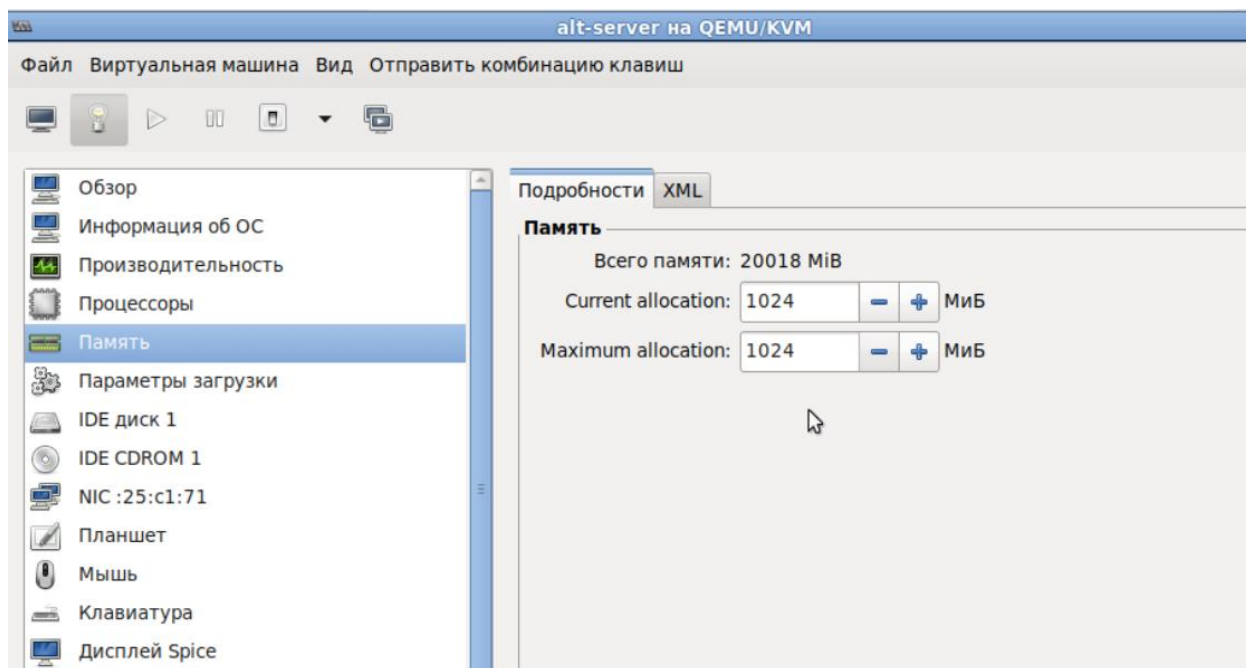 alt-server на QEMU/KVM
Файл Виртуальная машина Вид Отправить комбинацию клавиш
Обзор
Информация об ОС
Производительность
Процессоры
Память
Параметры загрузки
IDE диск 1
IDE CDROM 1
NIC :25:c1:71
Планшет
Мышь
Клавиатура
Дисплей Spice
Подробности XML
Память
Всего памяти: 20018 MiB
Current allocation: 1024 МиБ
Maximum allocation: 1024 МиБ